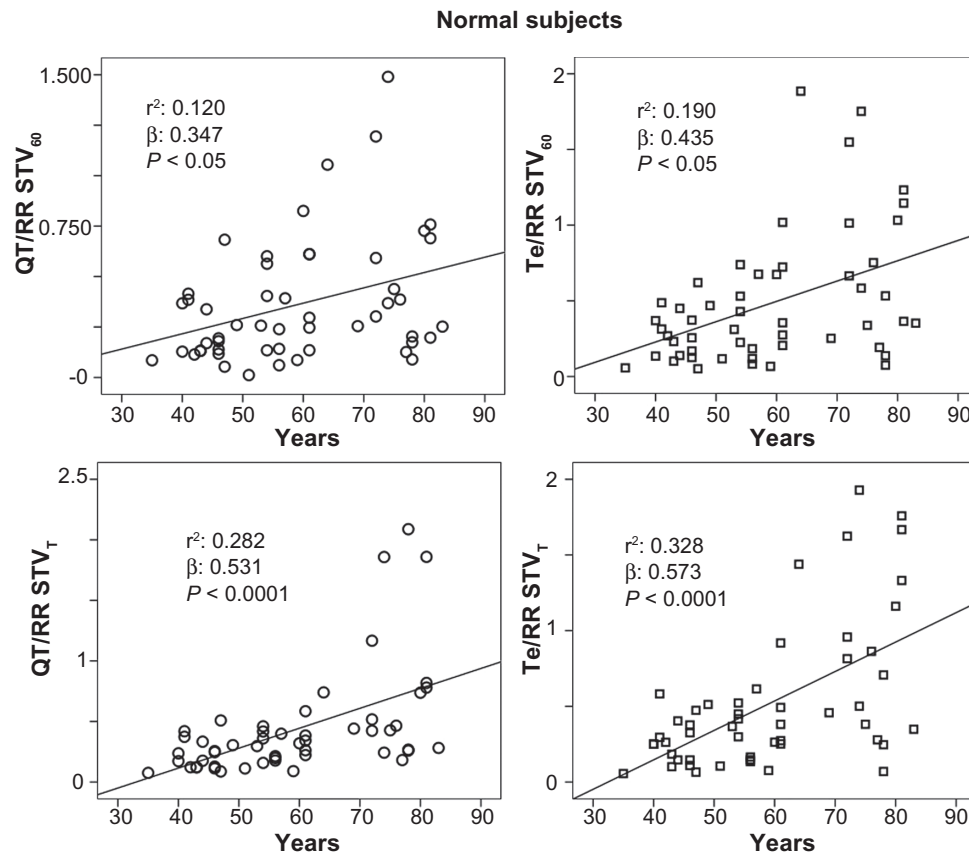 Normal subjects
QT/RR STV60
1.500
0.750
-0
r²: 0.120
β: 0.347
P < 0.05
30 40 50 60 70 80 90
Years
Te/RR STV60
2
1
0
r²: 0.190
β: 0.435
P < 0.05
30 40 50 60 70 80 90
Years
QT/RR STVT
2.5
1
0
r²: 0.282
β: 0.531
P < 0.0001
30 40 50 60 70 80 90
Years
Te/RR STVT
2
1
0
r²: 0.328
β: 0.573
P < 0.0001
30 40 50 60 70 80 90
Years